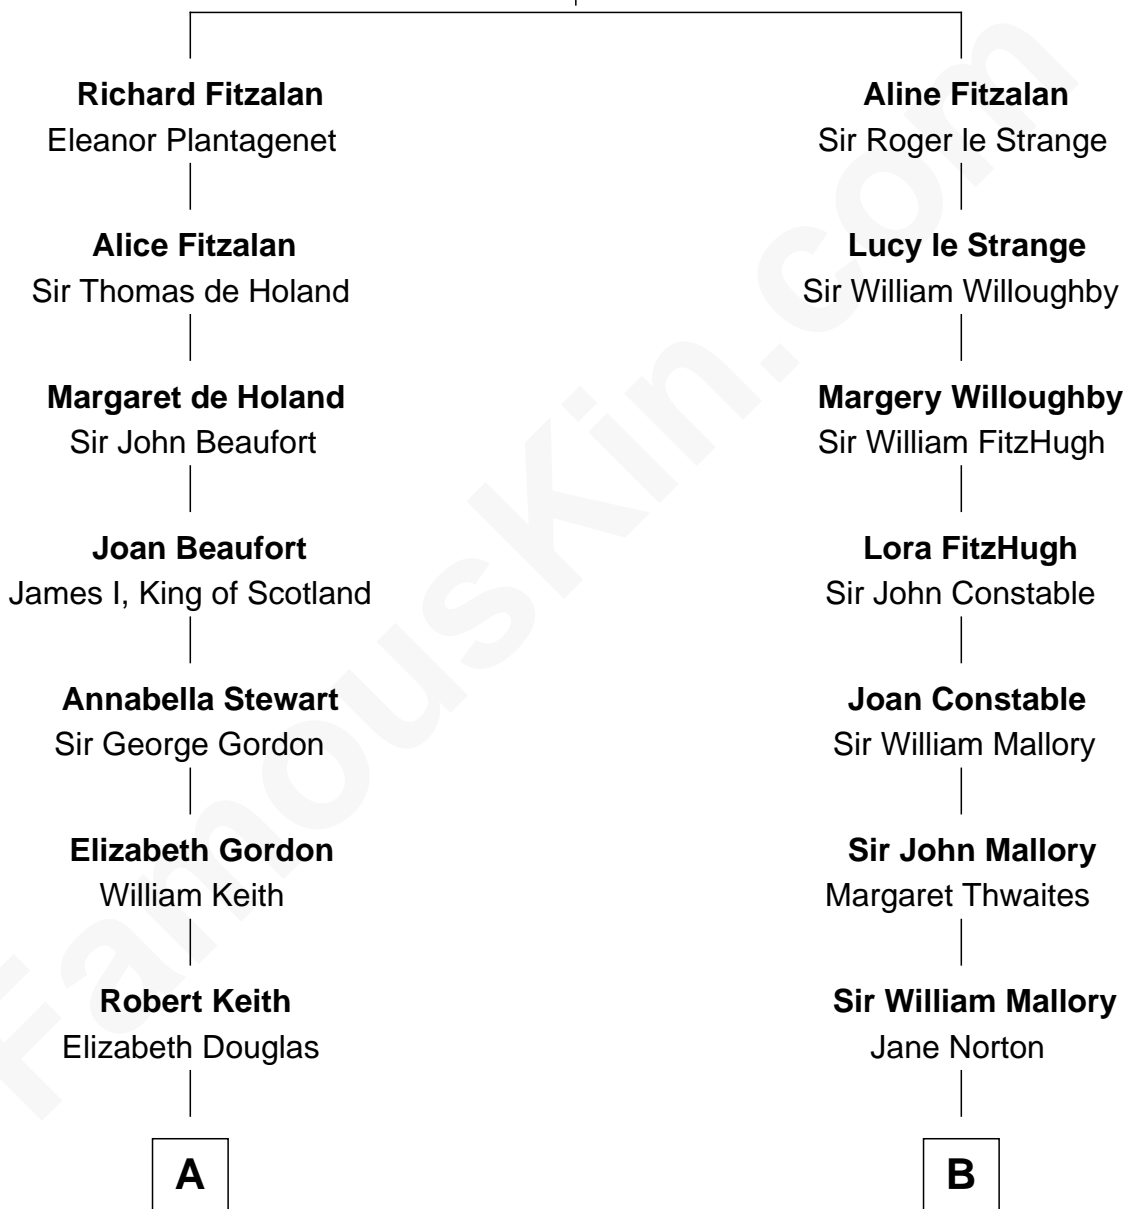 Richard Fitzalan
Eleanor Plantagenet
Alice Fitzalan
Sir Thomas de Holand
Margaret de Holand
Sir John Beaufort
Joan Beaufort
James I, King of Scotland
Annabella Stewart
Sir George Gordon
Elizabeth Gordon
William Keith
Robert Keith
Elizabeth Douglas
A
Aline Fitzalan
Sir Roger le Strange
Lucy le Strange
Sir William Willoughby
Margery Willoughby
Sir William FitzHugh
Lora FitzHugh
Sir John Constable
Joan Constable
Sir William Mallory
Sir John Mallory
Margaret Thwaites
Sir William Mallory
Jane Norton
B
FamousKin.com